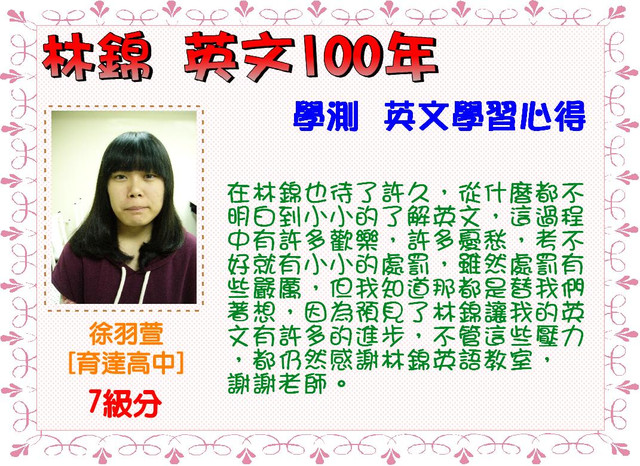 林錦 英文100年
學測 英文學習心得
在林錦也待了許久，從什麼都不
明白到小小的了解英文，這過程
中有許多歡樂，許多憂愁，考不
好就有小小的處罰，雖然處罰有
些嚴厲，但我知道那都是替我們
著想，因為預見了林錦讓我的英
文有許多的進步，不管這些壓力
，都仍然感謝林錦英語教室，
謝謝老師。
徐羽萱
[育達高中]
7級分